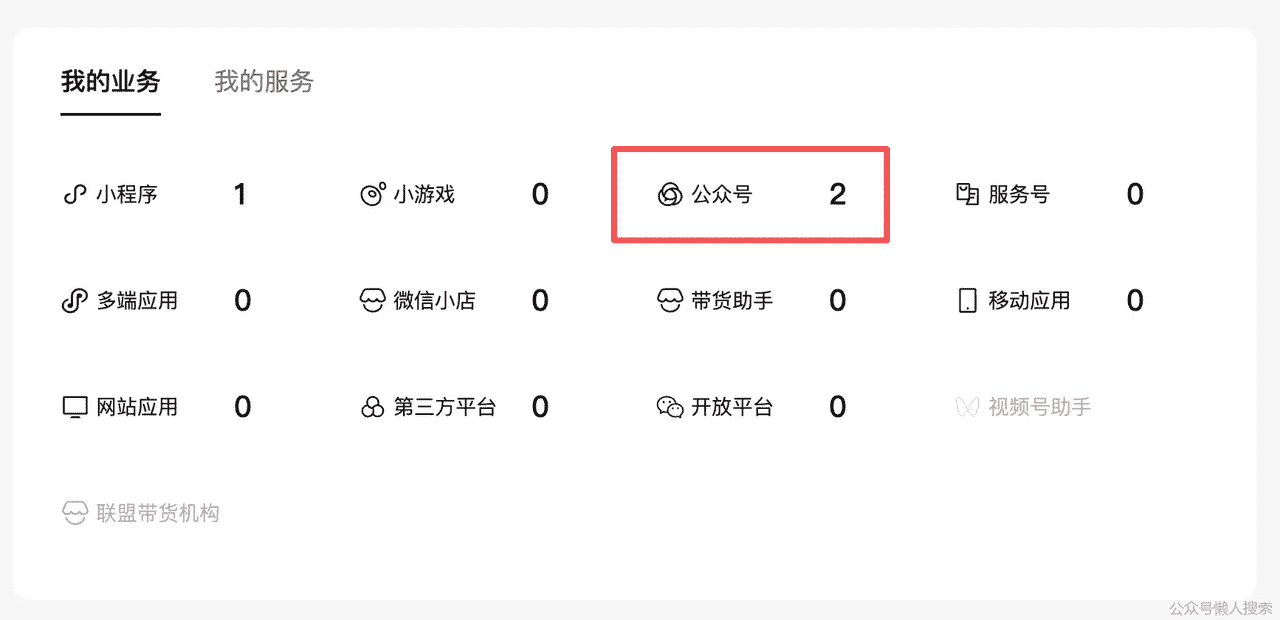 我的业务 我的服务
小程序 1 小游戏 0 公众号 2 服务号 0
多端应用 0 微信小店 0 带货助手 0 移动应用 0
网站应用 0 第三方平台 0 开放平台 0 视频号助手
联盟带货机构
公众号懒人搜索